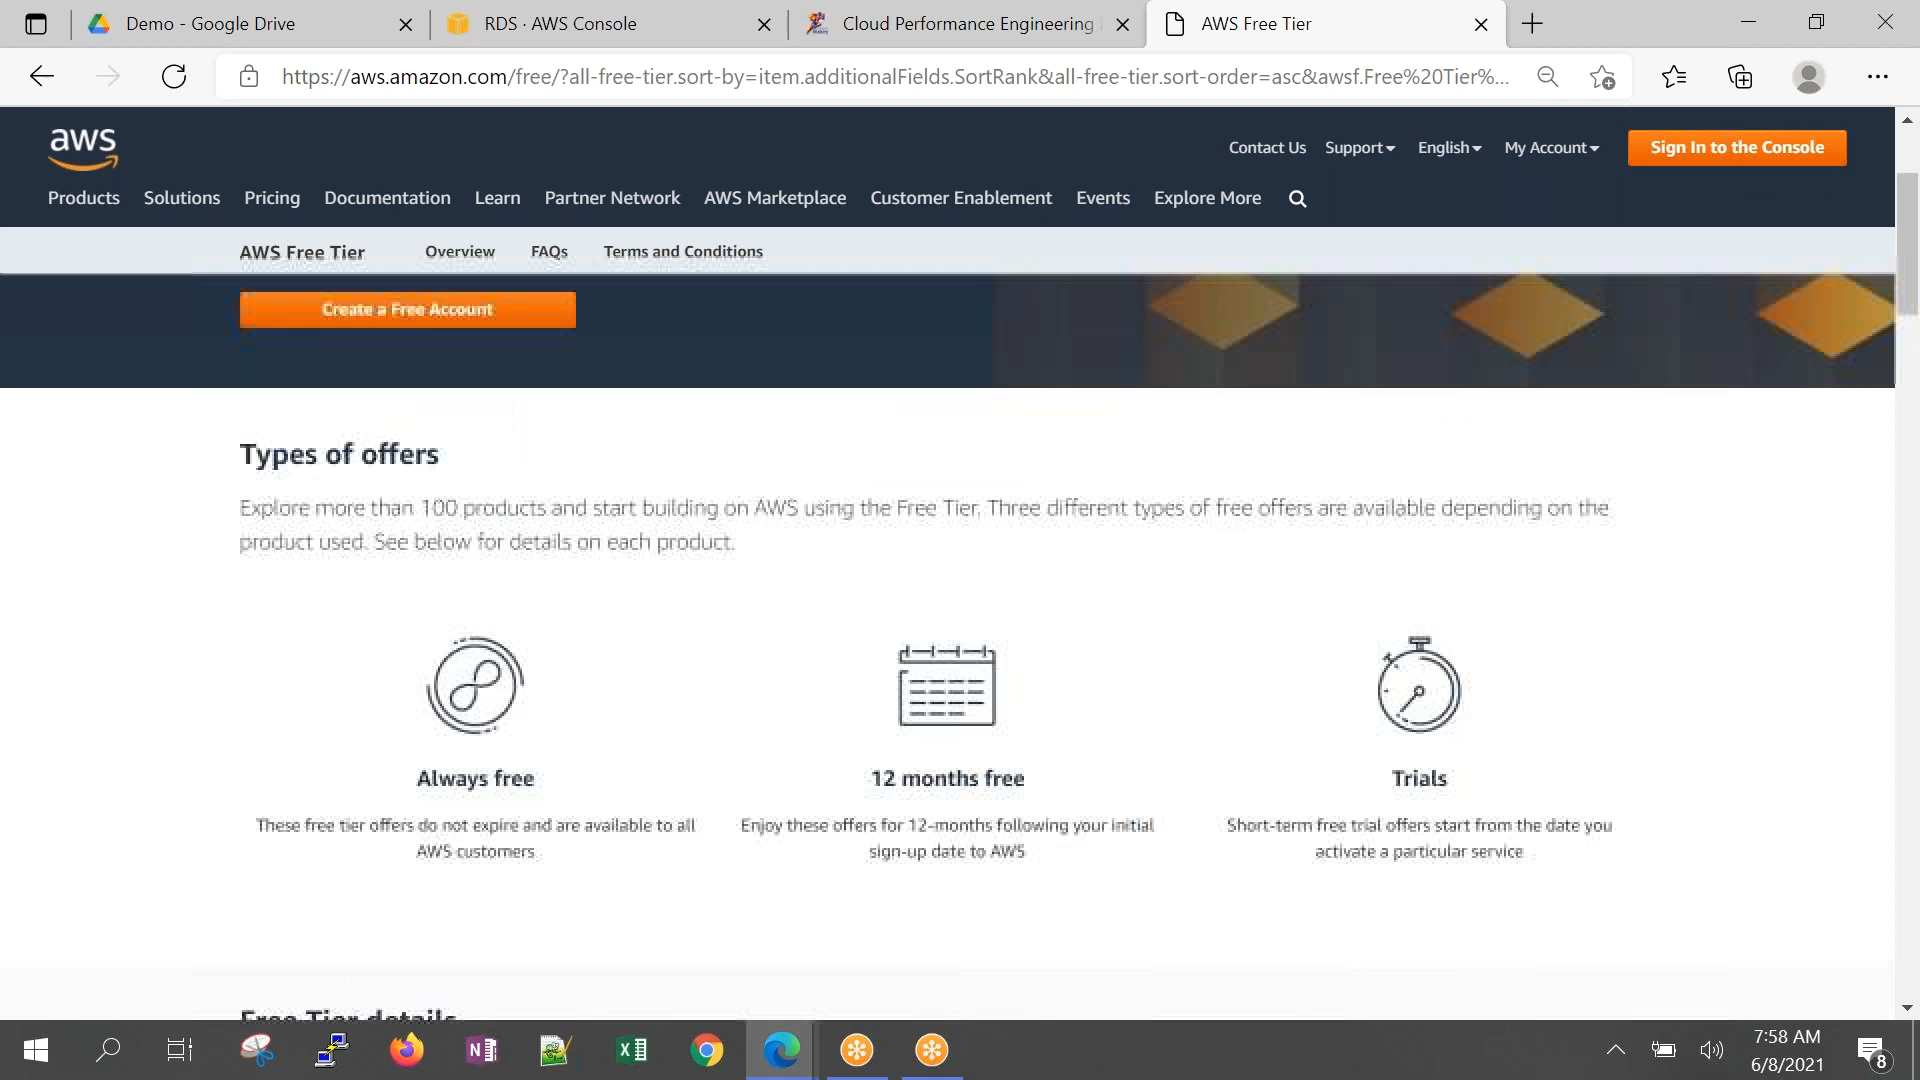 Demo - Google Drive
RDS · AWS Console
Cloud Performance Engineering
AWS Free Tier
https://aws.amazon.com/free/?all-free-tier.sort-by=item.additionalFields.SortRank&all-free-tier.sort-order=asc&awsf.Free%20Tier%...
aws
Contact Us
Support
English
My Account
Sign In to the Console
Products
Solutions
Pricing
Documentation
Learn
Partner Network
AWS Marketplace
Customer Enablement
Events
Explore More
AWS Free Tier
Overview
FAQs
Terms and Conditions
Create a Free Account
Types of offers
Explore more than 100 products and start building on AWS using the Free Tier. Three different types of free offers are available depending on the
product used. See below for details on each product.
Always free
These free tier offers do not expire and are available to all
AWS customers
12 months free
Enjoy these offers for 12-months following your initial
sign-up date to AWS
Trials
Short-term free trial offers start from the date you
activate a particular service
Free Tier details
7:58 AM
6/8/2021
8